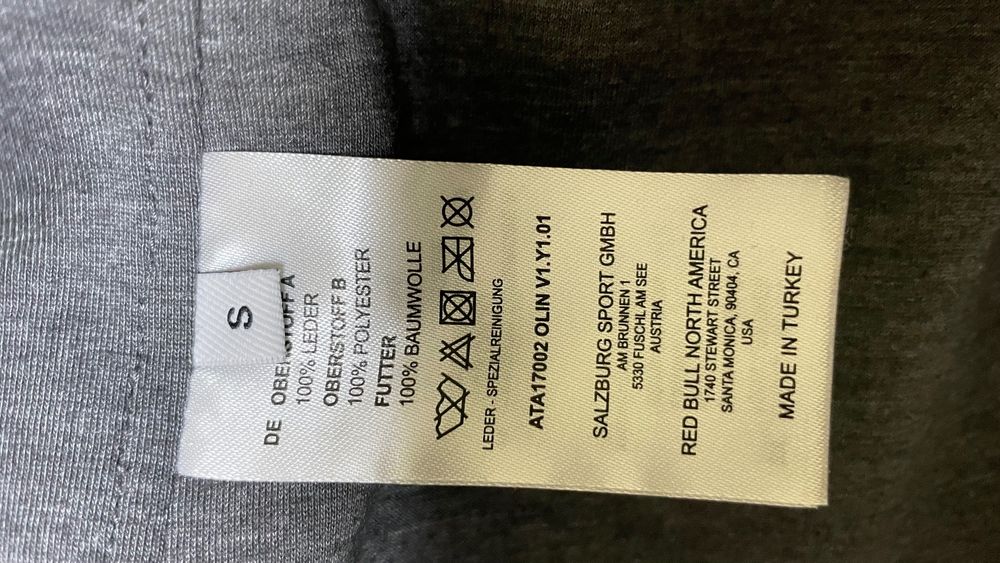 S
DE OBERSTOFF A
100% LEDER
OBERSTOFF B
100% POLYESTER
FUTTER
100% BAUMWOLLE
LEDER - SPEZIALREINIGUNG
ATA17002 OLIN V1.Y1.01
SALZBURG SPORT GMBH
AM BRUNNEN 1
5330 FUSCHL AM SEE
AUSTRIA
RED BULL NORTH AMERICA
1740 STEWART STREET
SANTA MONICA, 90404, CA
USA
MADE IN TURKEY